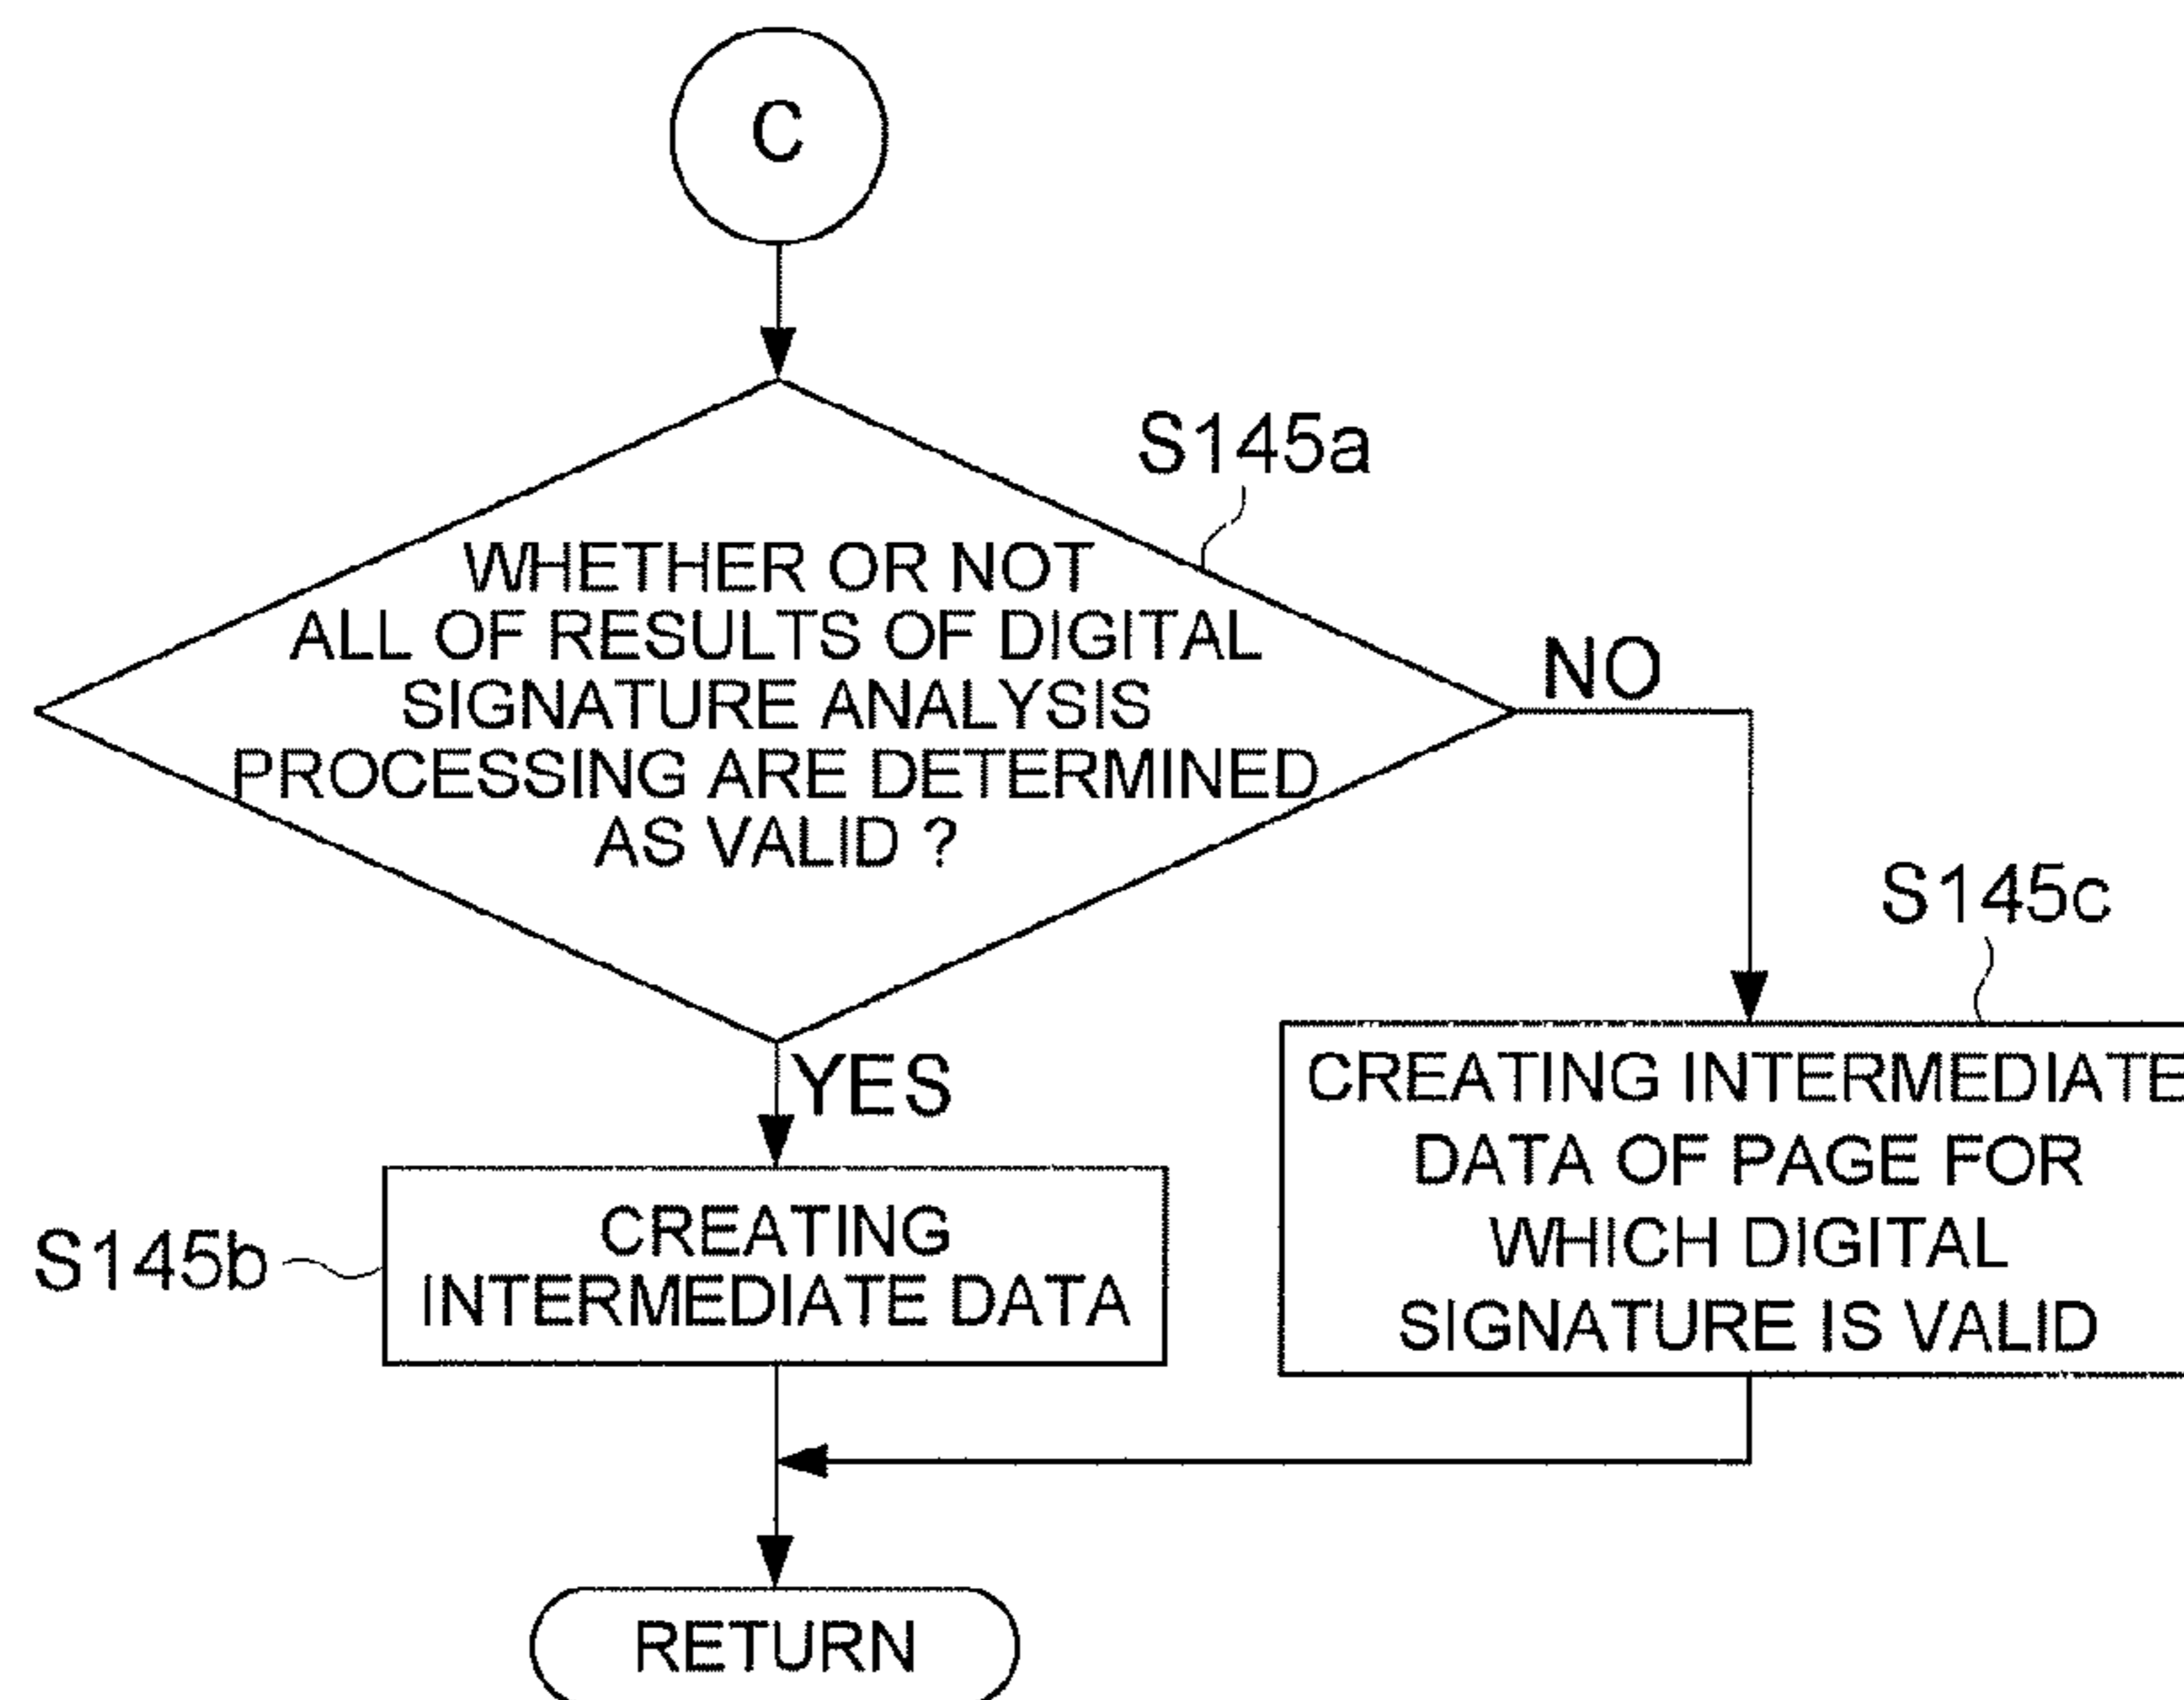 C
S145a
WHETHER OR NOT
ALL OF RESULTS OF DIGITAL
SIGNATURE ANALYSIS
PROCESSING ARE DETERMINED
AS VALID ?
NO
YES
S145c
CREATING INTERMEDIATE
DATA OF PAGE FOR
WHICH DIGITAL
SIGNATURE IS VALID
S145b
CREATING
INTERMEDIATE DATA
RETURN